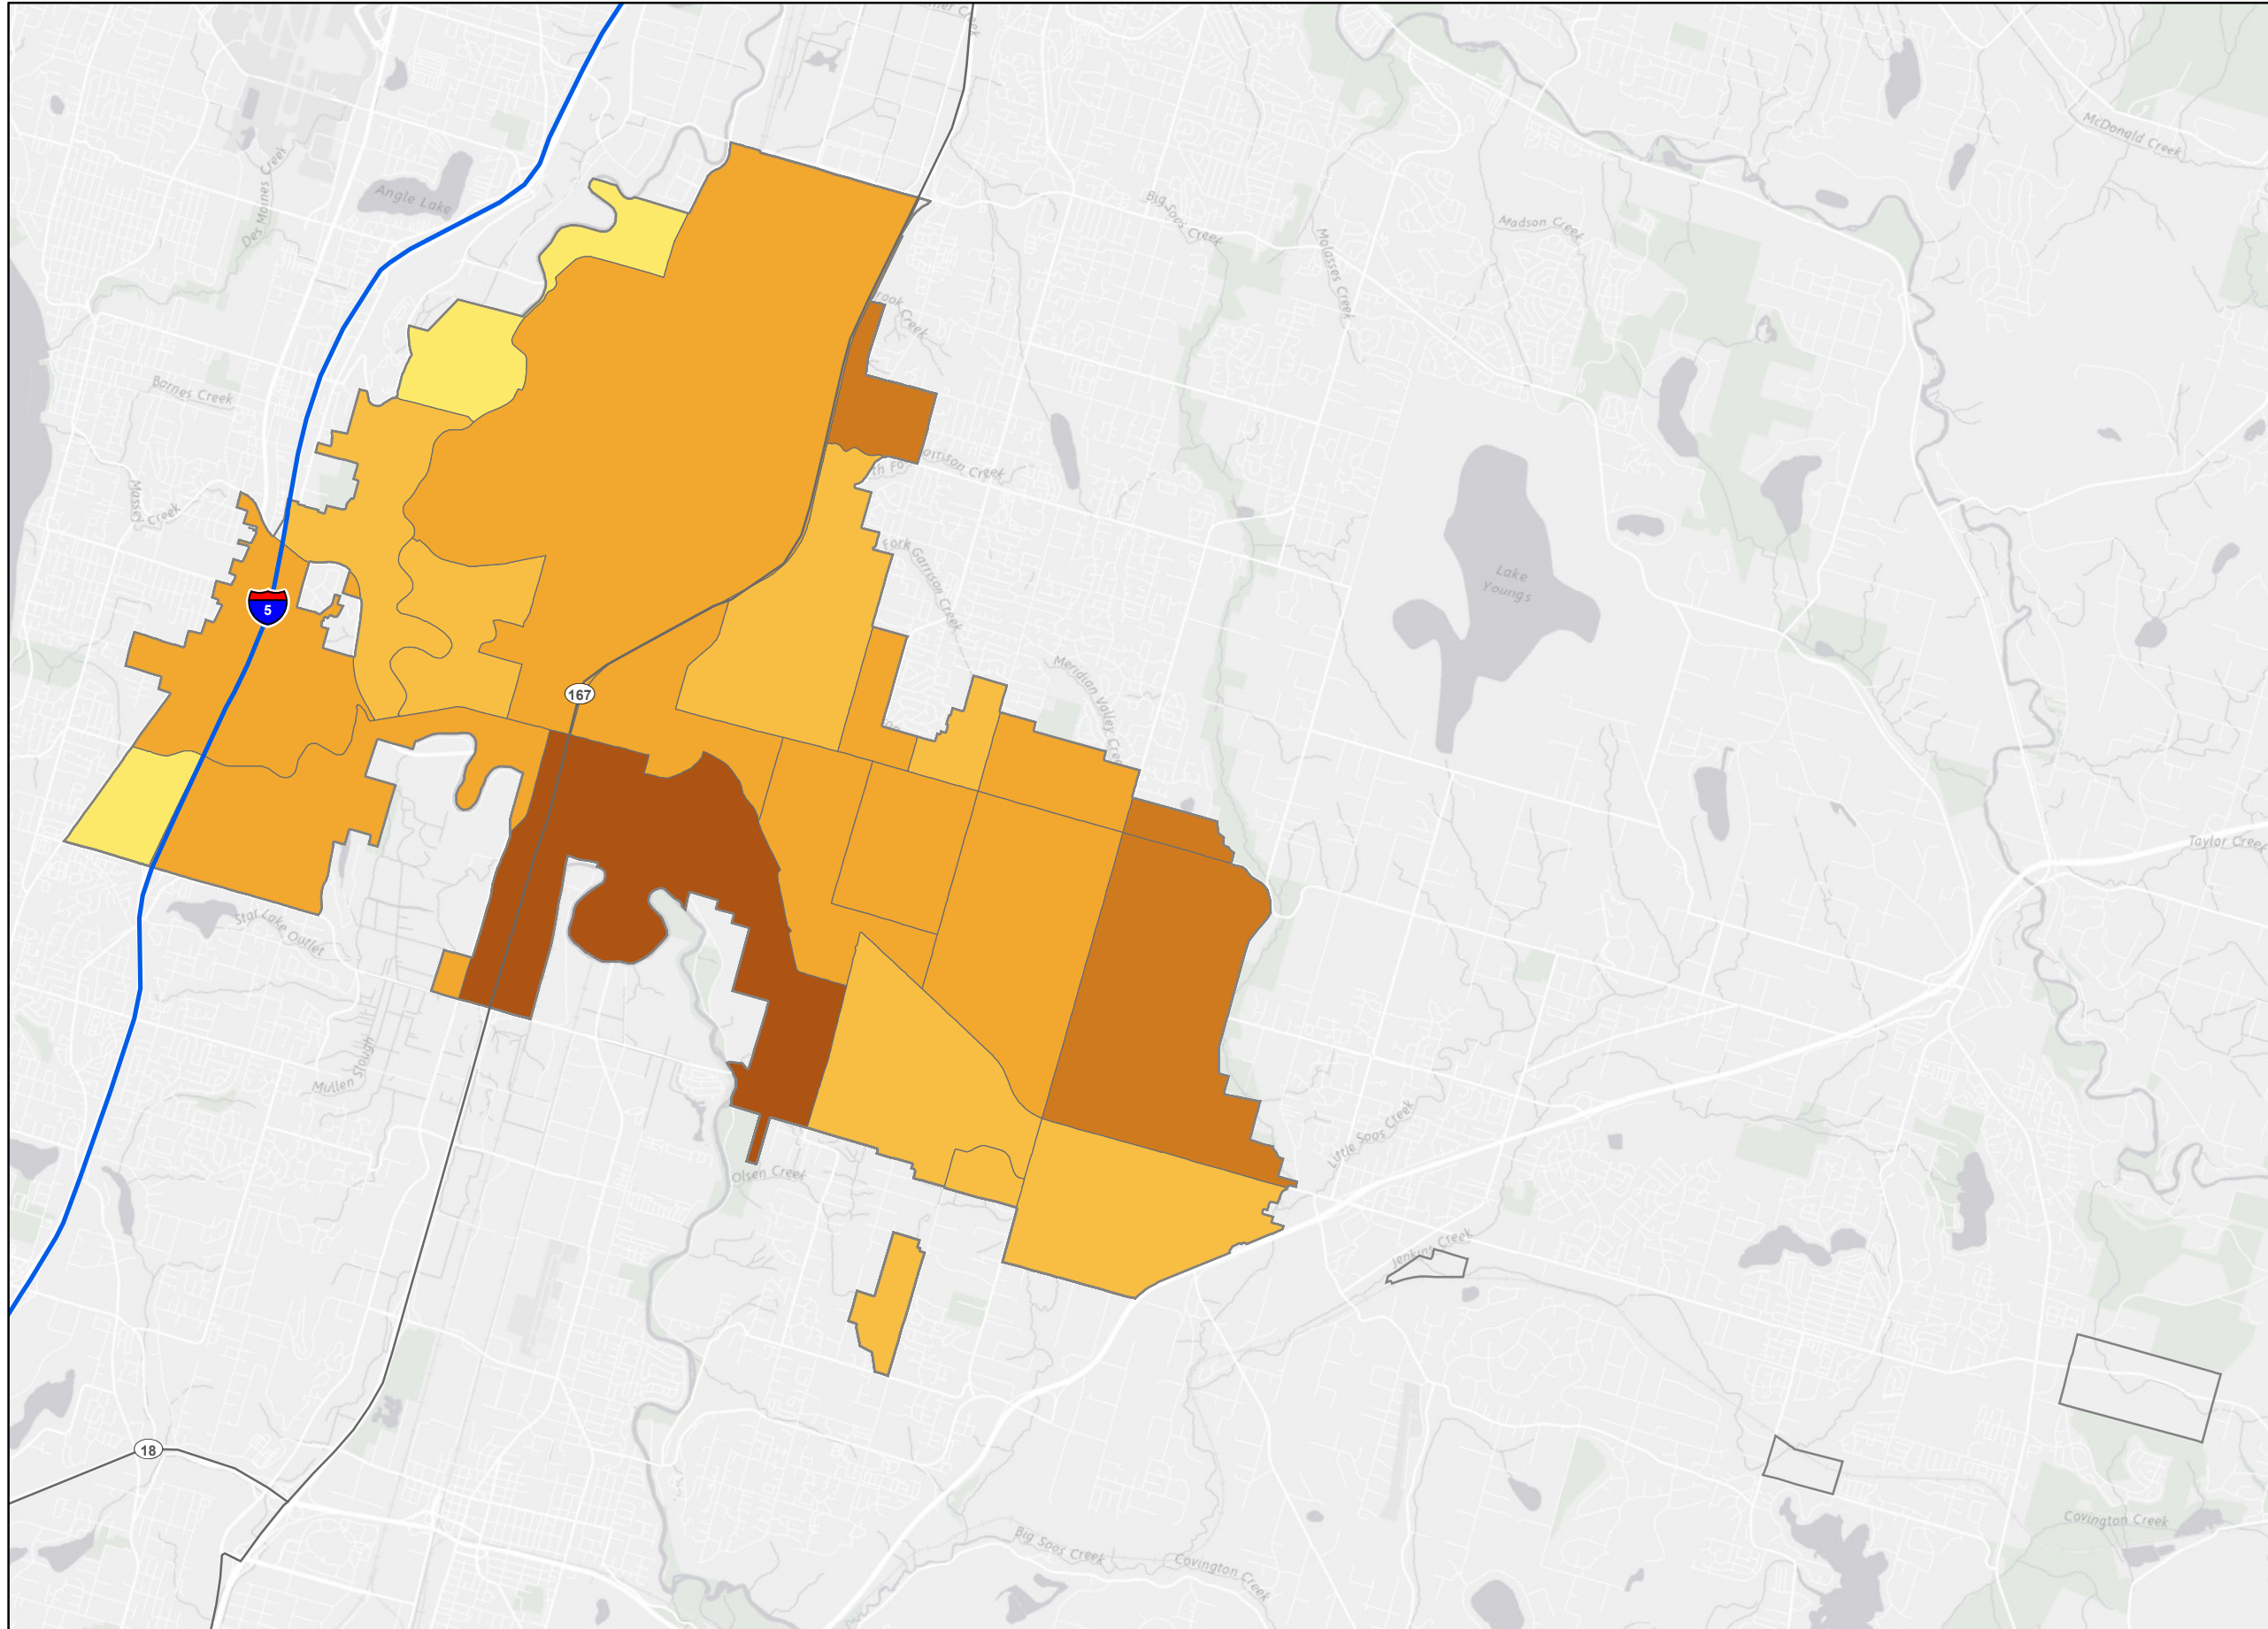 McDonald Creek
Des Moines Creek
Angle Lake
Big Soos Creek
Madson Creek
Molasses Creek
Creek
Barnes Creek
Massey Creek
Garrison Creek
5
Fork Garrison Creek
Lake
Youngs
Meridian Valley Creek
167
Taylor Creek
Star Lake Outlet
Mullen Slough
Little Soos Creek
Olsen Creek
Jenkins Creek
18
Covington Creek
Big Soos Creek
Covington Creek